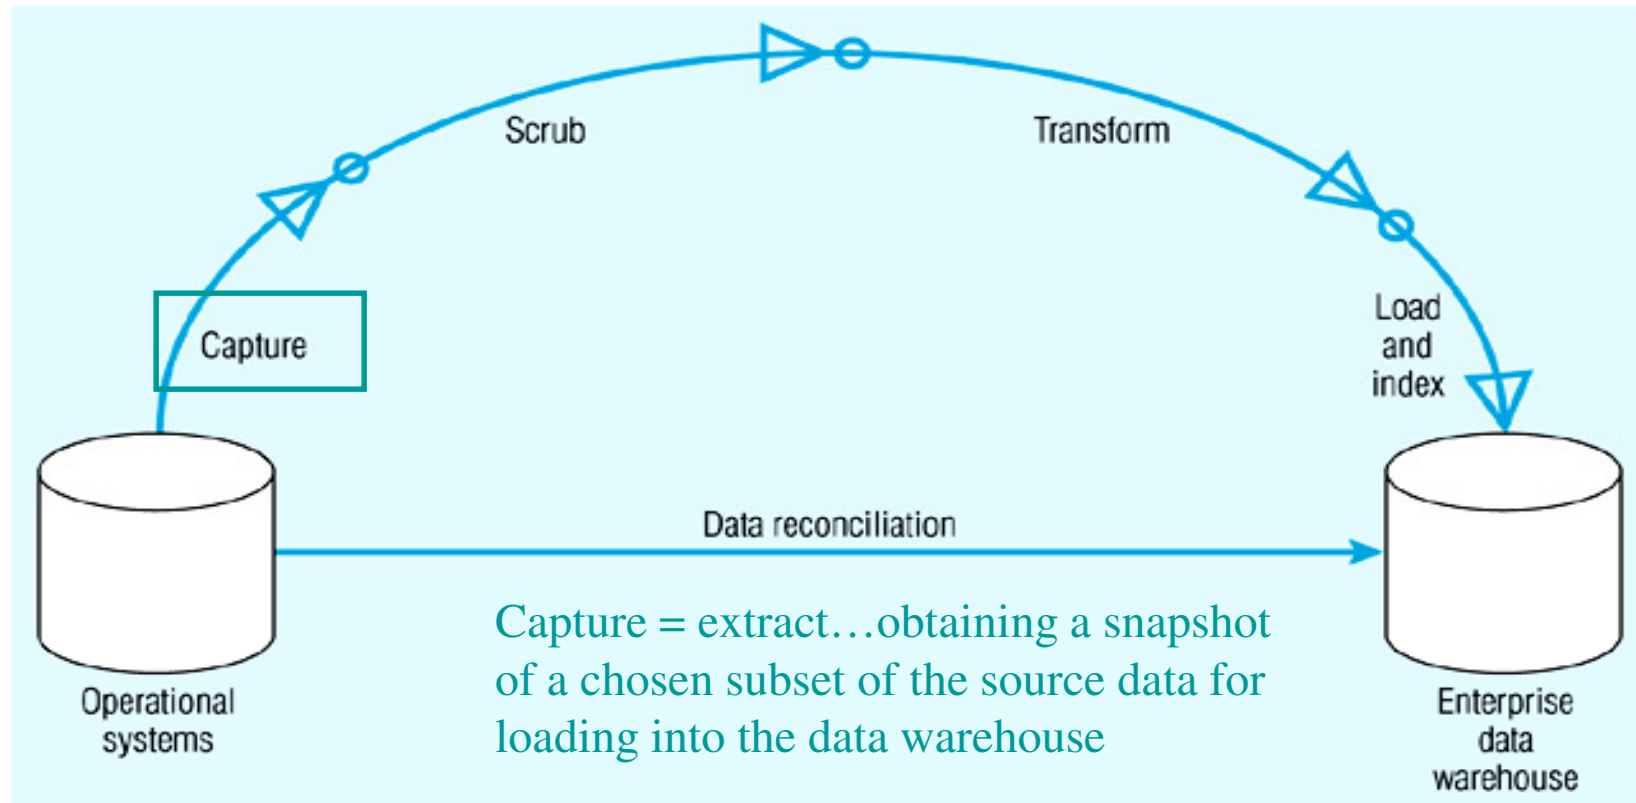 Scrub
Transform
Capture
Load
and
index
Data reconciliation
Capture = extract…obtaining a snapshot
of a chosen subset of the source data for
loading into the data warehouse
Operational
systems
Enterprise
data
warehouse